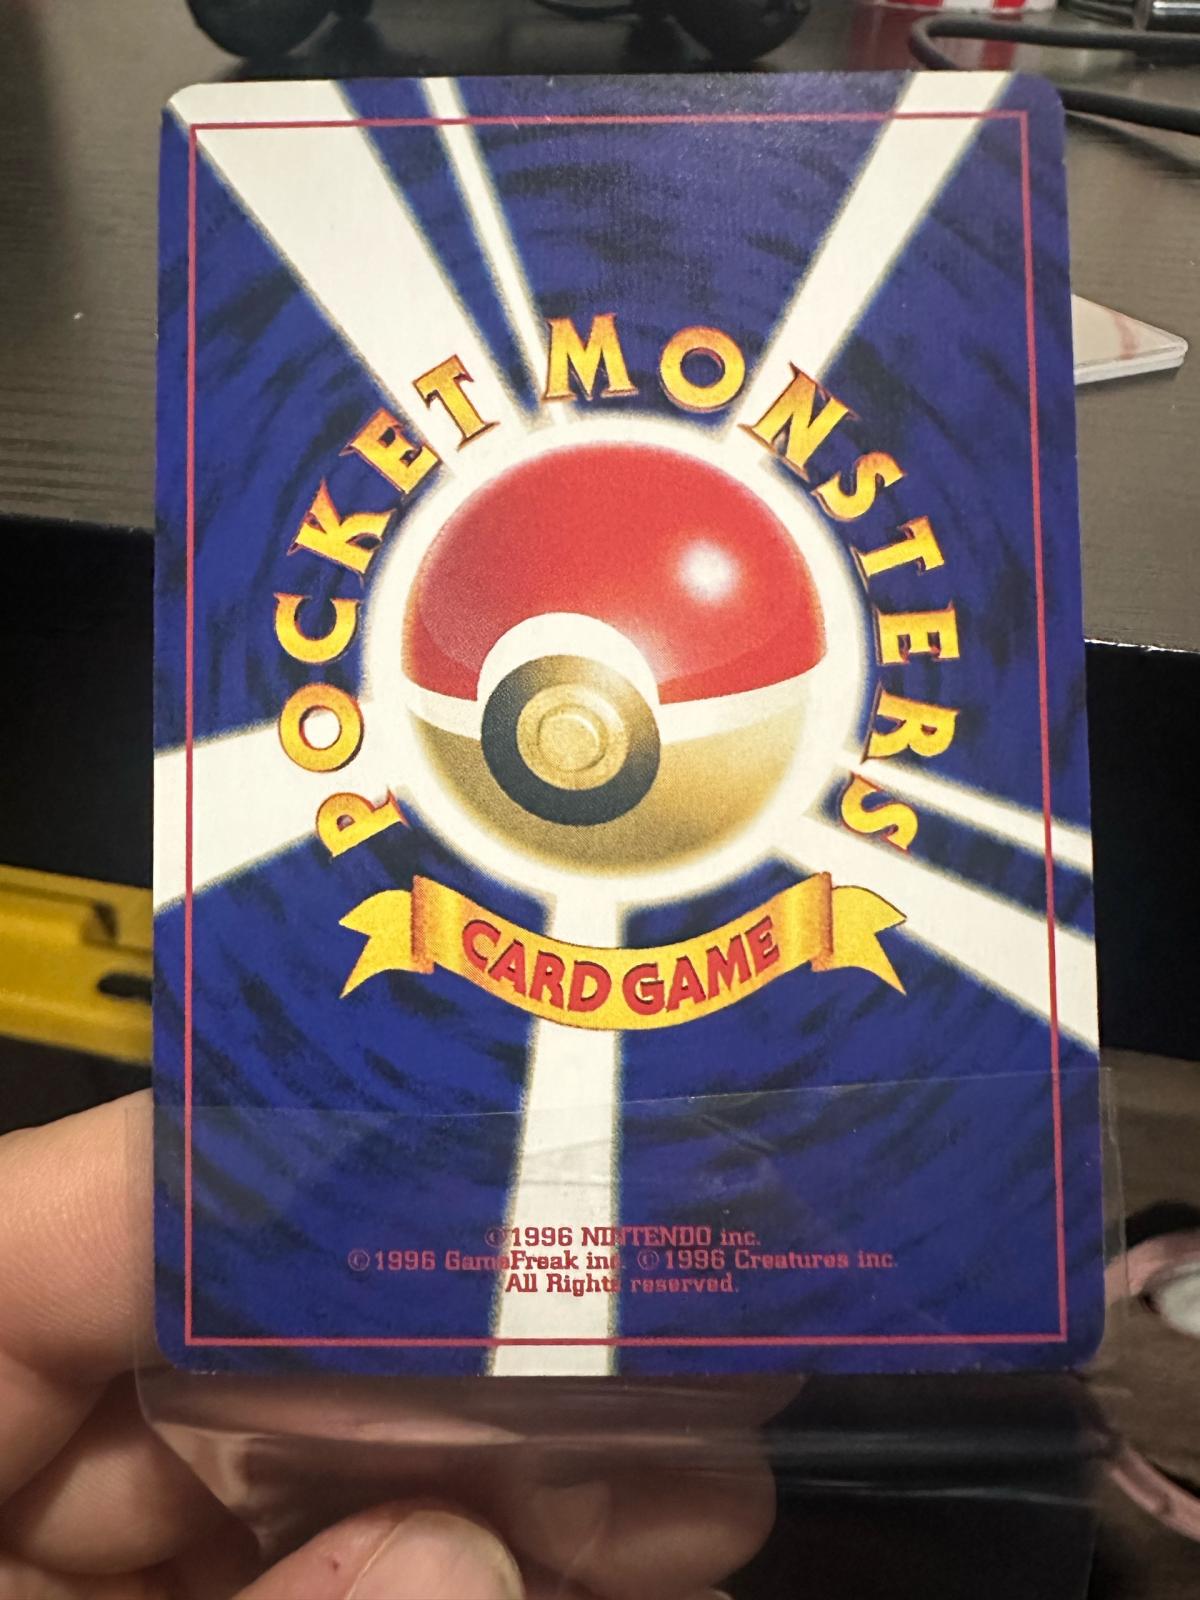 POCKET MONSTERS
CARD GAME
©1996 NINTENDO inc.
©1996 GameFreak inc. ©1996 Creatures inc.
All Rights reserved.